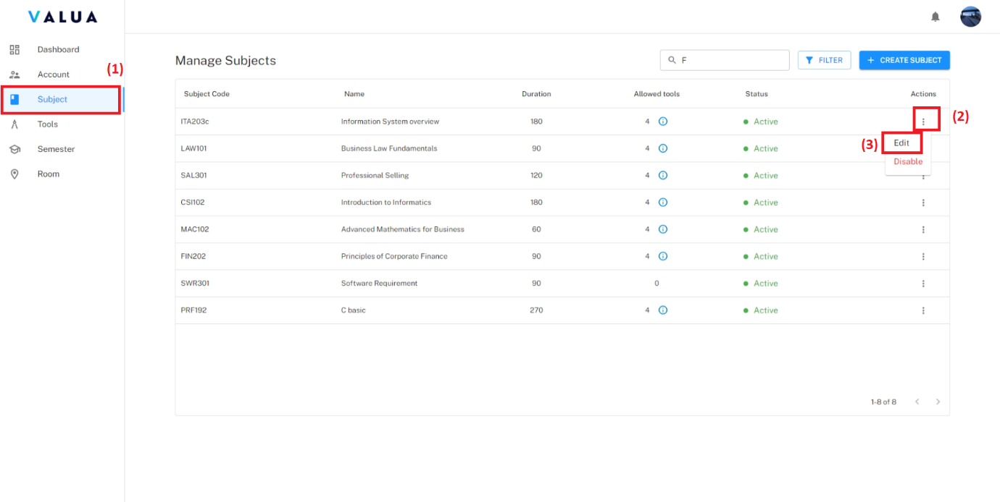 VALUA
Dashboard
Account
(1)
Subject
Tools
Semester
Room
Manage Subjects
F
FILTER
+ CREATE SUBJECT
Subject Code Name Duration Allowed tools Status Actions
ITA203c Information System overview 180 4 Active
(2)
(3)
Edit
Disable
LAW101 Business Law Fundamentals 90 4 Active
SAL301 Professional Selling 120 4 Active
CSI102 Introduction to Informatics 180 4 Active
MAC102 Advanced Mathematics for Business 60 4 Active
FIN202 Principles of Corporate Finance 90 4 Active
SWR301 Software Requirement 90 0 Active
PRF192 C basic 270 4 Active
1-8 of 8